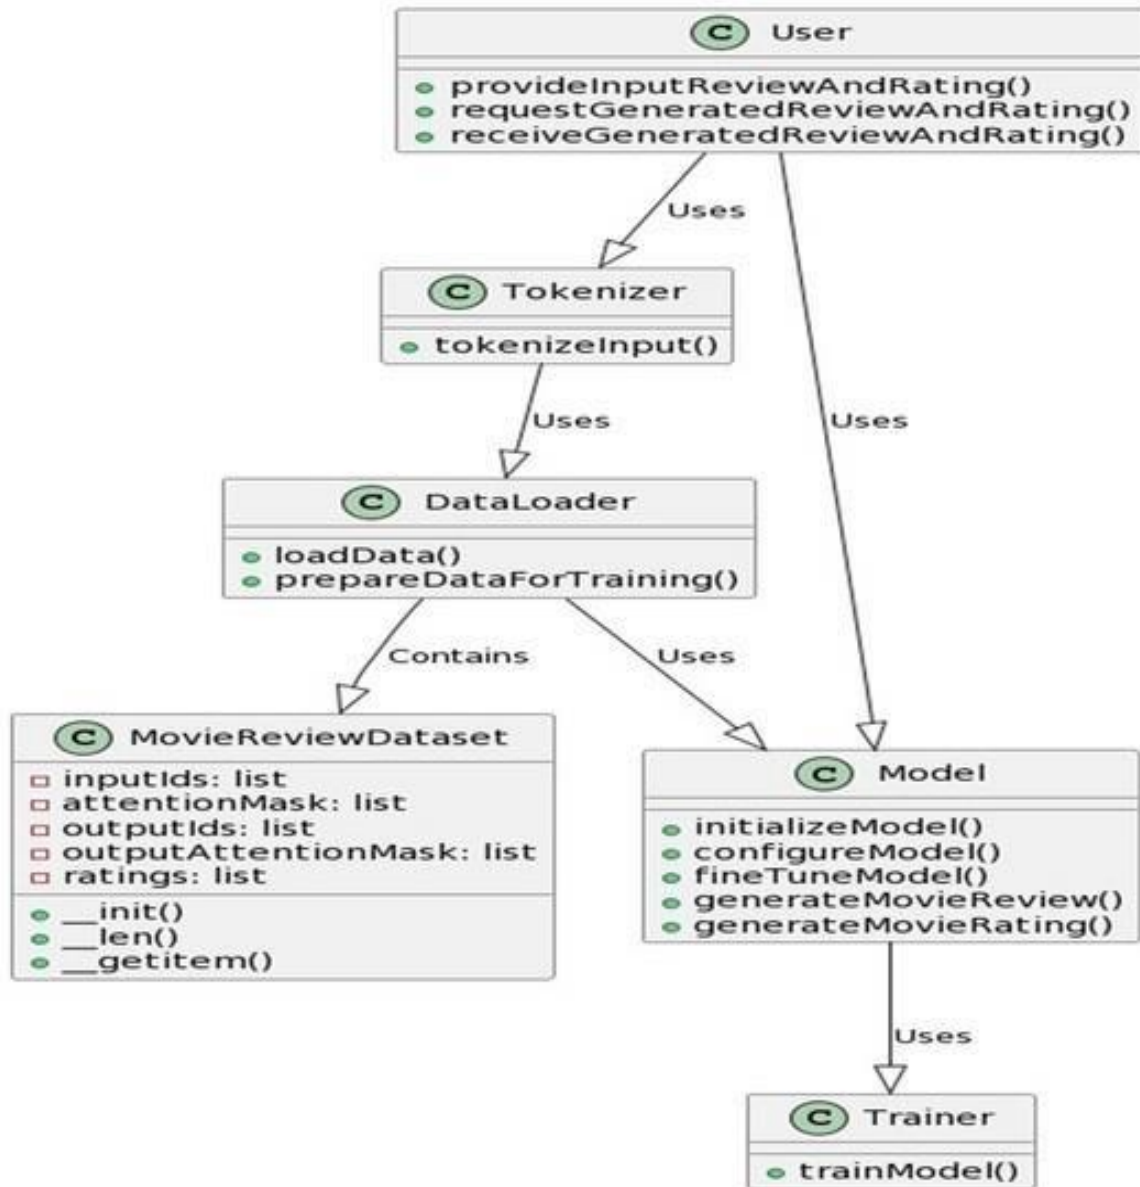 C User
provideInputReviewAndRating()
requestGeneratedReviewAndRating()
receiveGeneratedReviewAndRating()
Uses
C Tokenizer
tokenizeInput()
Uses
Uses
C DataLoader
loadData()
prepareDataForTraining()
Contains
Uses
C MovieReviewDataset
inputIds: list
attentionMask: list
outputIds: list
outputAttentionMask: list
ratings: list
__init()
__len()
__getitem()
C Model
initializeModel()
configureModel()
fineTuneModel()
generateMovieReview()
generateMovieRating()
Uses
C Trainer
trainModel()